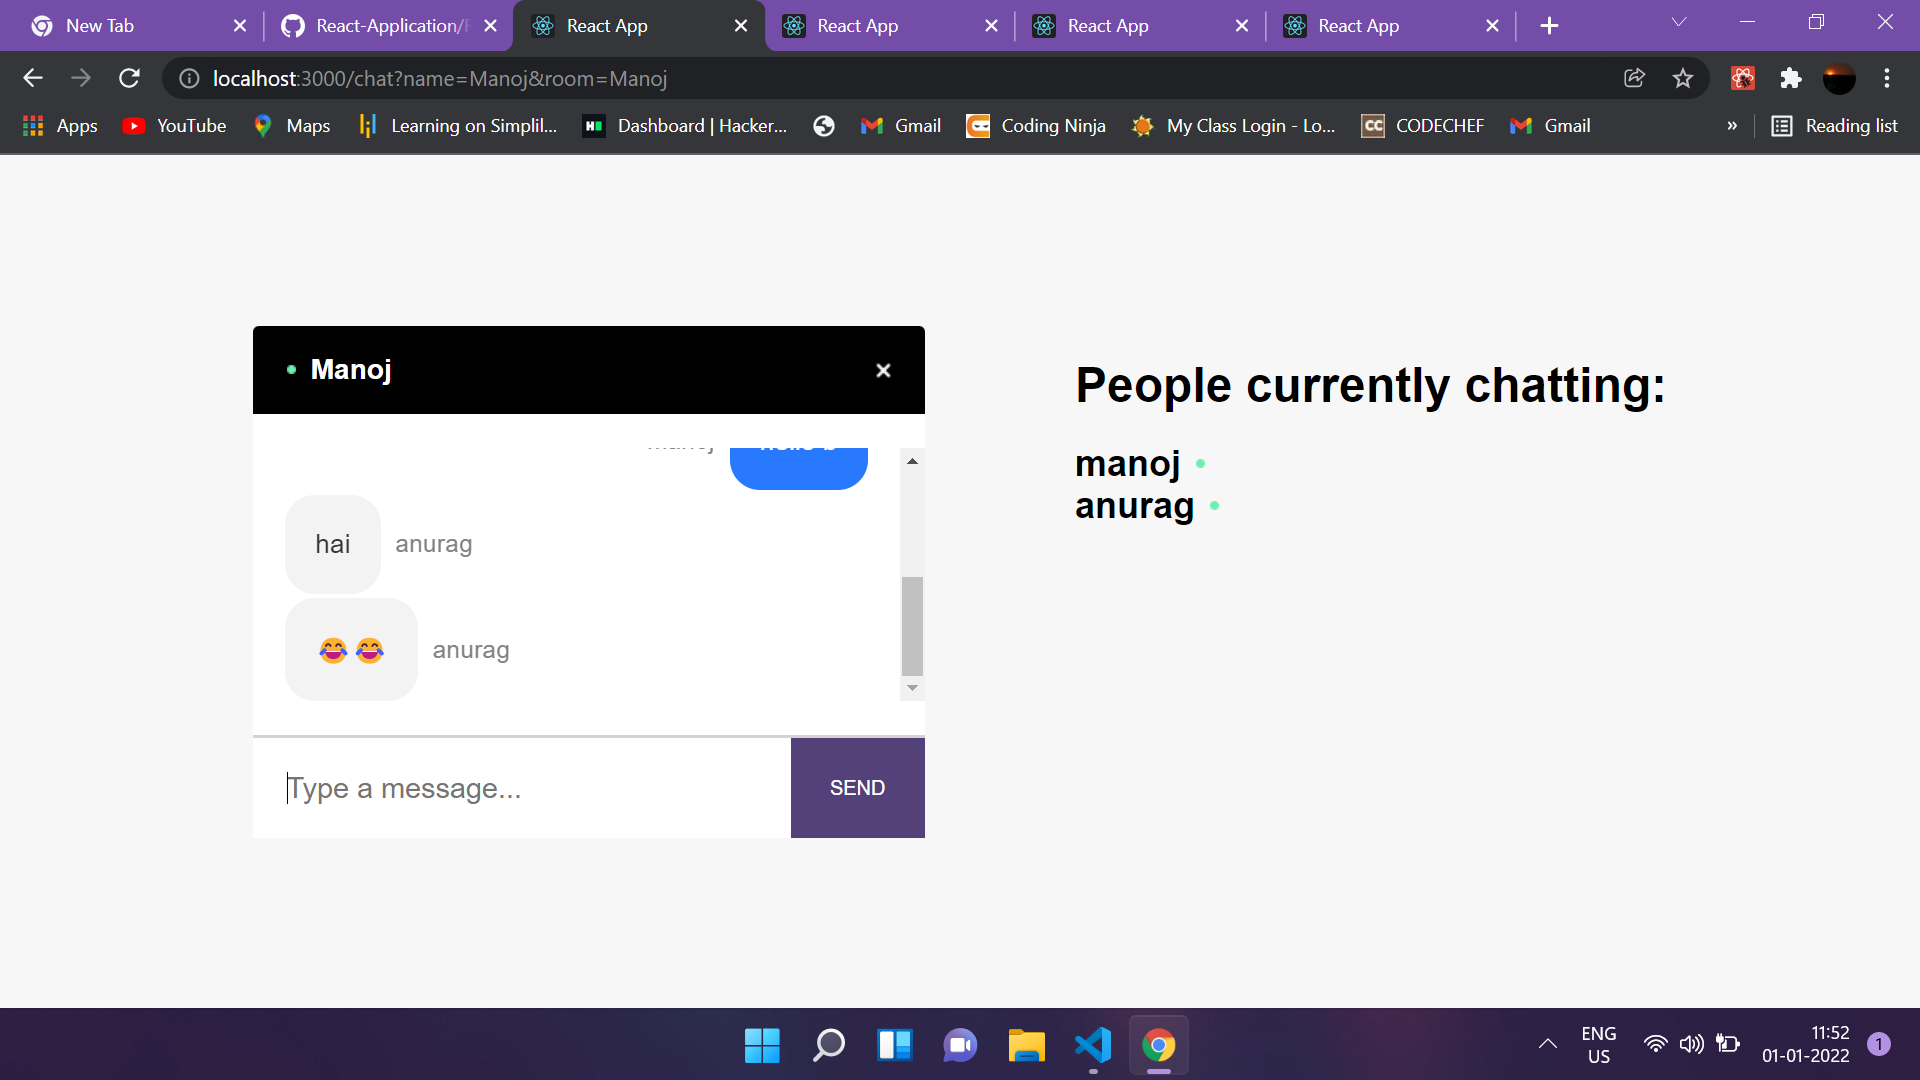 New Tab
React-Application/
React App
React App
React App
React App
localhost:3000/chat?name=Manoj&room=Manoj
Apps
YouTube
Maps
Learning on Simplil...
Dashboard | Hacker...
Gmail
Coding Ninja
My Class Login - Lo...
CC
CODECHEF
Gmail
»
Reading list
Manoj
People currently chatting:
manoj
anurag
hai
anurag
anurag
Type a message...
SEND
ENG
US
11:52
01-01-2022
1